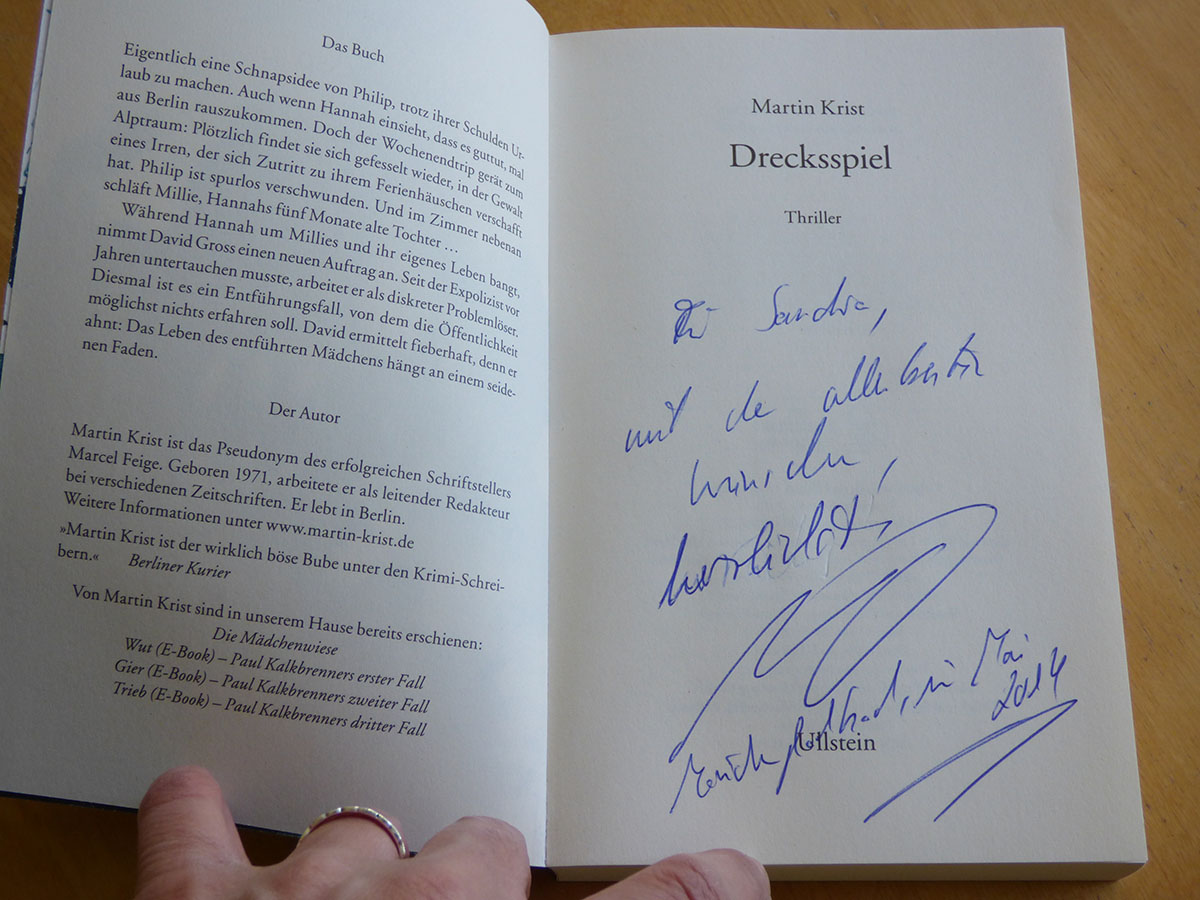 Das Buch
Eigentlich eine Schnapsidee von Philip, trotz ihrer Schulden Ur-
laub zu machen. Auch wenn Hannah einsieht, dass es guttut, mal
aus Berlin rauszukommen. Doch der Wochenendtrip gerät zum
Alptraum: Plötzlich findet sie sich gefesselt wieder, in der Gewalt
eines Irren, der sich Zutritt zu ihrem Ferienhäuschen verschafft
hat. Philip ist spurlos verschwunden. Und im Zimmer nebenan
schläft Millie, Hannahs fünf Monate alte Tochter …
Während Hannah um Millies und ihr eigenes Leben bangt,
nimmt David Gross einen neuen Auftrag an. Seit der Expolizist vor
Jahren untertauchen musste, arbeitet er als diskreter Problemlöser.
Diesmal ist es ein Entführungsfall, von dem die Öffentlichkeit
möglichst nichts erfahren soll. David ermittelt fieberhaft, denn er
ahnt: Das Leben des entführten Mädchens hängt an einem seide-
nen Faden.
Der Autor
Martin Krist ist das Pseudonym des erfolgreichen Schriftstellers
Marcel Feige. Geboren 1971, arbeitete er als leitender Redakteur
bei verschiedenen Zeitschriften. Er lebt in Berlin.
Weitere Informationen unter www.martin-krist.de
»Martin Krist ist der wirklich böse Bube unter den Krimi-Schrei-
bern.« Berliner Kurier
Von Martin Krist sind in unserem Hause bereits erschienen:
Die Mädchenwiese
Wut (E-Book) – Paul Kalkbrenners erster Fall
Gier (E-Book) – Paul Kalkbrenners zweiter Fall
Trieb (E-Book) – Paul Kalkbrenners dritter Fall
Martin Krist
Drecksspiel
Thriller
Für Sandra,
mit den allerbesten
Wünschen,
herzlichst,
im Mai
2014
Ullstein